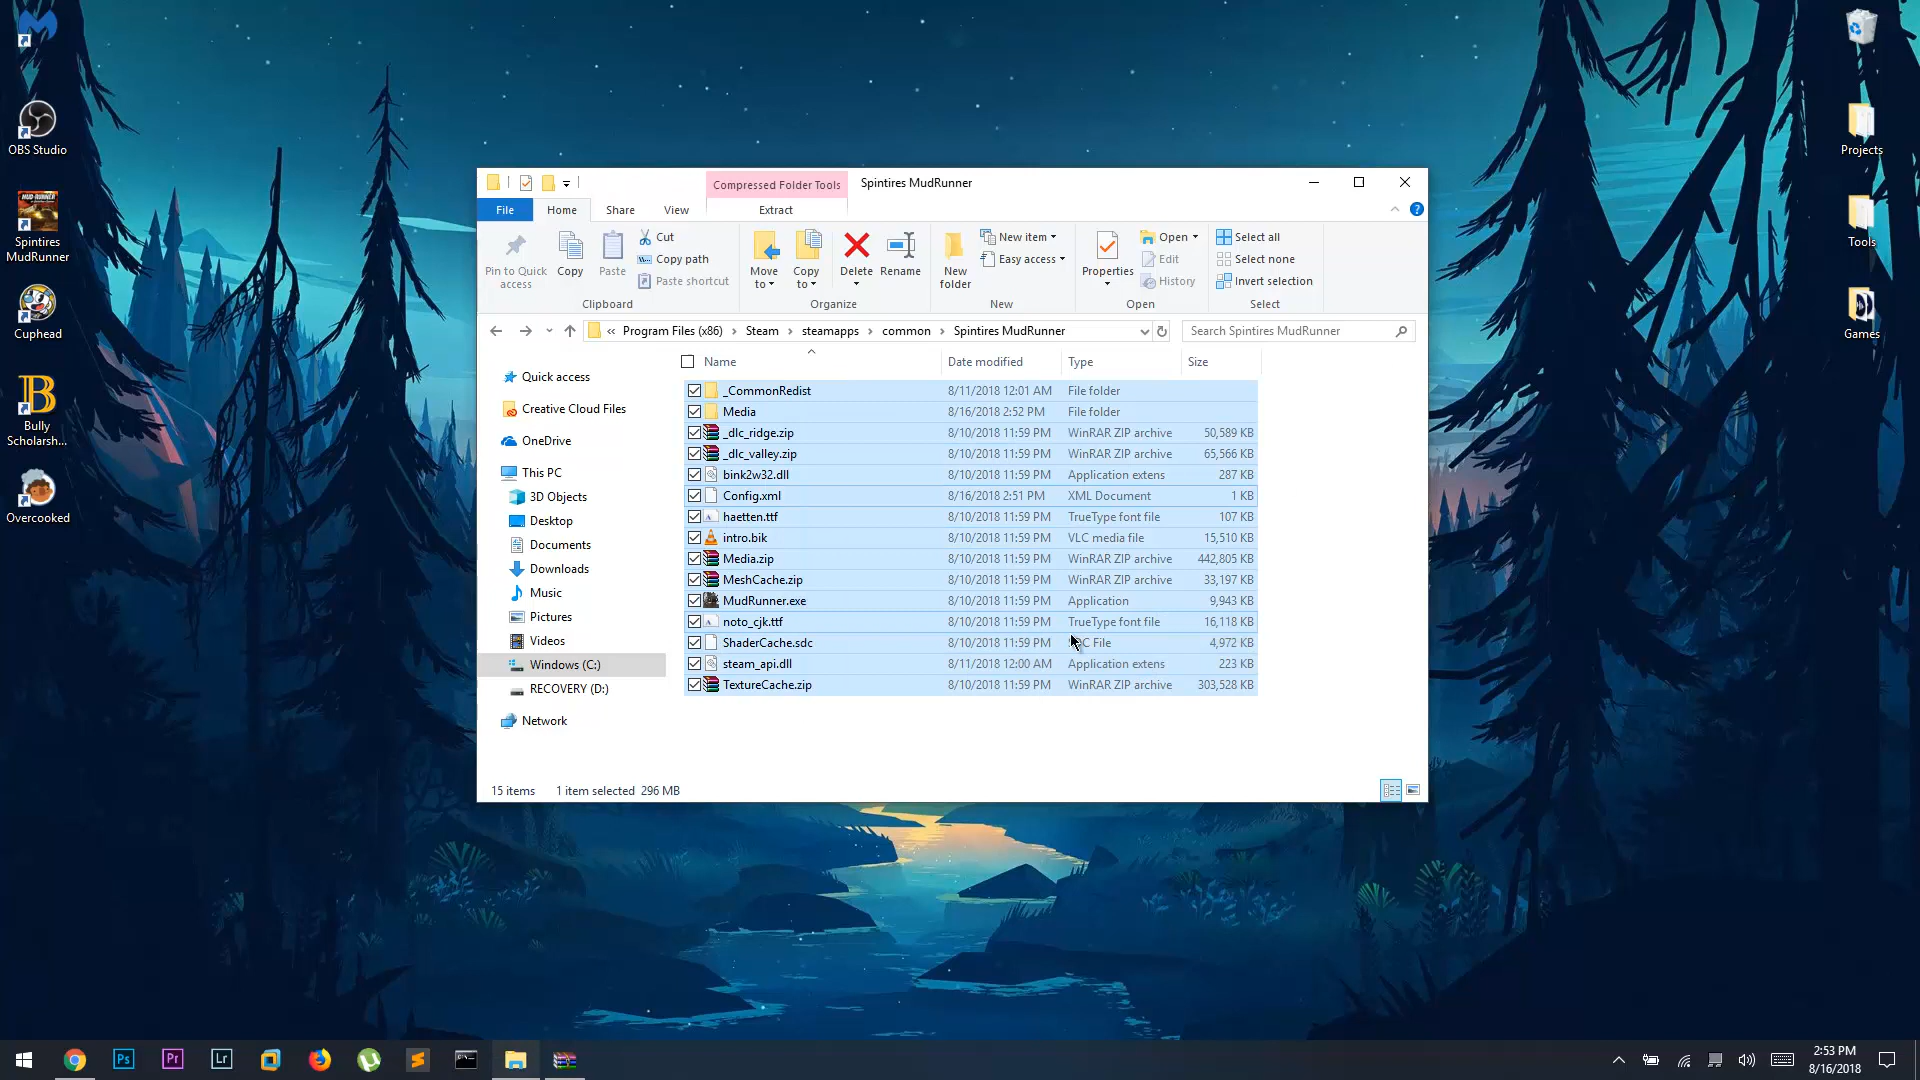 OBS Studio
Spintires
MudRunner
Cuphead
Bully
Scholarsh...
Overcooked
Projects
Tools
Games
Compressed Folder Tools
Spintires MudRunner
File
Home
Share
View
Extract
Pin to Quick
access
Copy
Paste
Cut
Copy path
Paste shortcut
Clipboard
Move
to
Copy
to
Delete
Rename
Organize
New
folder
New item
Easy access
New
Properties
Open
Edit
History
Open
Select all
Select none
Invert selection
Select
« Program Files (x86) › Steam › steamapps › common › Spintires MudRunner
Search Spintires MudRunner
Quick access
Creative Cloud Files
OneDrive
This PC
3D Objects
Desktop
Documents
Downloads
Music
Pictures
Videos
Windows (C:)
RECOVERY (D:)
Network
Name Date modified Type Size
_CommonRedist 8/11/2018 12:01 AM File folder
Media 8/16/2018 2:52 PM File folder
_dlc_ridge.zip 8/10/2018 11:59 PM WinRAR ZIP archive 50,589 KB
_dlc_valley.zip 8/10/2018 11:59 PM WinRAR ZIP archive 65,566 KB
bink2w32.dll 8/10/2018 11:59 PM Application extens 287 KB
Config.xml 8/16/2018 2:51 PM XML Document 1 KB
haetten.ttf 8/10/2018 11:59 PM TrueType font file 107 KB
intro.bik 8/10/2018 11:59 PM VLC media file 15,510 KB
Media.zip 8/10/2018 11:59 PM WinRAR ZIP archive 442,805 KB
MeshCache.zip 8/10/2018 11:59 PM WinRAR ZIP archive 33,197 KB
MudRunner.exe 8/10/2018 11:59 PM Application 9,943 KB
noto_cjk.ttf 8/10/2018 11:59 PM TrueType font file 16,118 KB
ShaderCache.sdc 8/10/2018 11:59 PM C File 4,972 KB
steam_api.dll 8/11/2018 12:00 AM Application extens 223 KB
TextureCache.zip 8/10/2018 11:59 PM WinRAR ZIP archive 303,528 KB
15 items 1 item selected 296 MB
Ps
Pr
Lr
2:53 PM
8/16/2018